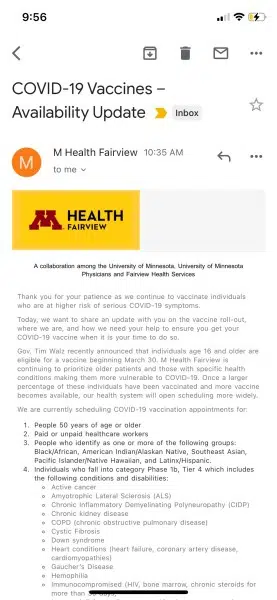 9:56
COVID-19 Vaccines –
Availability Update
Inbox
M
M Health Fairview 10:35 AM
to me
M HEALTH
FAIRVIEW
A collaboration among the University of Minnesota, University of Minnesota
Physicians and Fairview Health Services
Thank you for your patience as we continue to vaccinate individuals
who are at higher risk of serious COVID-19 symptoms.
Today, we want to share an update with you on the vaccine roll-out,
where we are, and how we need your help to ensure you get your
COVID-19 vaccine when it is your time to do so.
Gov. Tim Walz recently announced that individuals age 16 and older are
eligible for a vaccine beginning March 30. M Health Fairview is
continuing to prioritize older patients and those with specific health
conditions making them more vulnerable to COVID-19. Once a larger
percentage of these individuals have been vaccinated and more vaccine
becomes available, our health system will open scheduling more widely.
We are currently scheduling COVID-19 vaccination appointments for:
1. People 50 years of age or older
2. Paid or unpaid healthcare workers
3. People who identify as one or more of the following groups:
Black/African, American Indian/Alaskan Native, Southeast Asian,
Pacific Islander/Native Hawaiian, and Latinx/Hispanic.
4. Individuals who fall into category Phase 1b, Tier 4 which includes
the following conditions and disabilities:
Active cancer
Amyotrophic Lateral Sclerosis (ALS)
Chronic Inflammatory Demyelinating Polyneuropathy (CIDP)
Chronic kidney disease
COPD (chronic obstructive pulmonary disease)
Cystic Fibrosis
Down syndrome
Heart conditions (heart failure, coronary artery disease,
cardiomyopathies)
Gaucher's Disease
Hemophilia
Immunocompromised (HIV, bone marrow, chronic steroids for
more than 30 days,